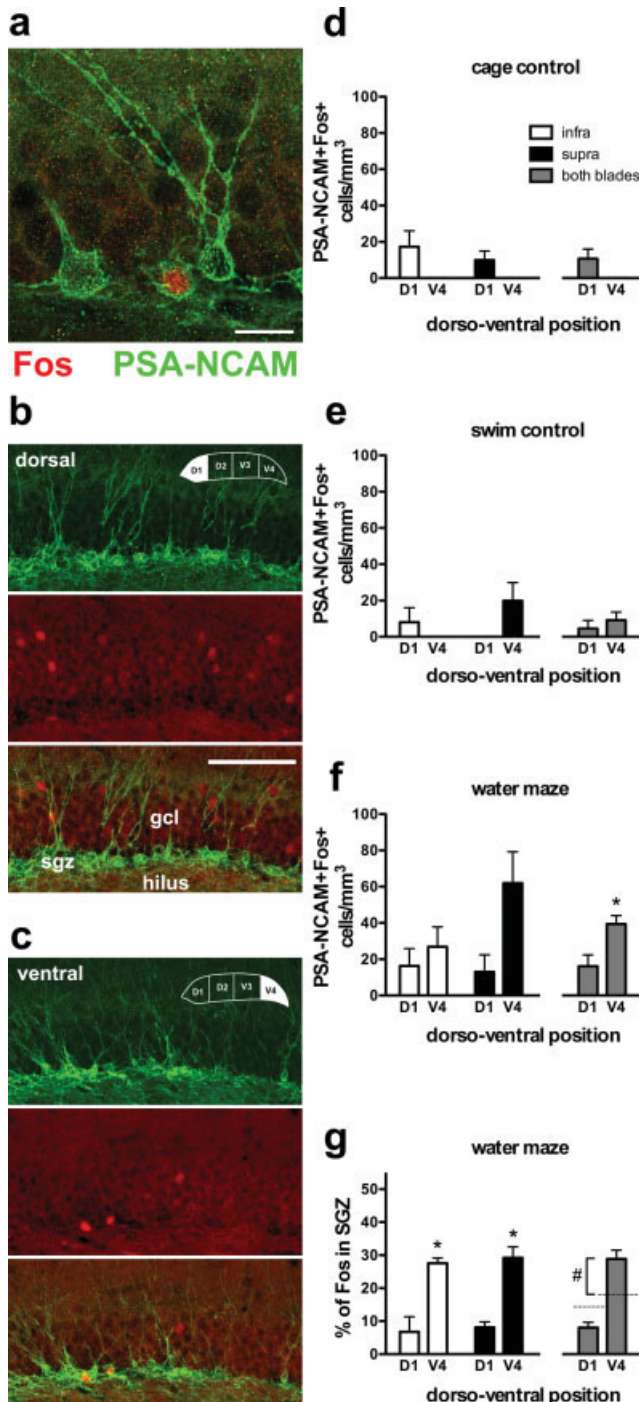 a
Fos PSA-NCAM
b
dorsal
D1 D2 V3 V4
gcl
sgz
hilus
c
ventral
D1 D2 V3 V4
d
cage control
infra
supra
both blades
PSA-NCAM+Fos+
cells/mm³
100
80
60
40
20
0
D1 V4 D1 V4 D1 V4
dorso-ventral position
e
swim control
PSA-NCAM+Fos+
cells/mm³
100
80
60
40
20
0
D1 V4 D1 V4 D1 V4
dorso-ventral position
f
water maze
PSA-NCAM+Fos+
cells/mm³
100
80
60
40
20
0
*
D1 V4 D1 V4 D1 V4
dorso-ventral position
g
water maze
% of Fos in SGZ
50
40
30
20
10
0
* *
#
D1 V4 D1 V4 D1 V4
dorso-ventral position